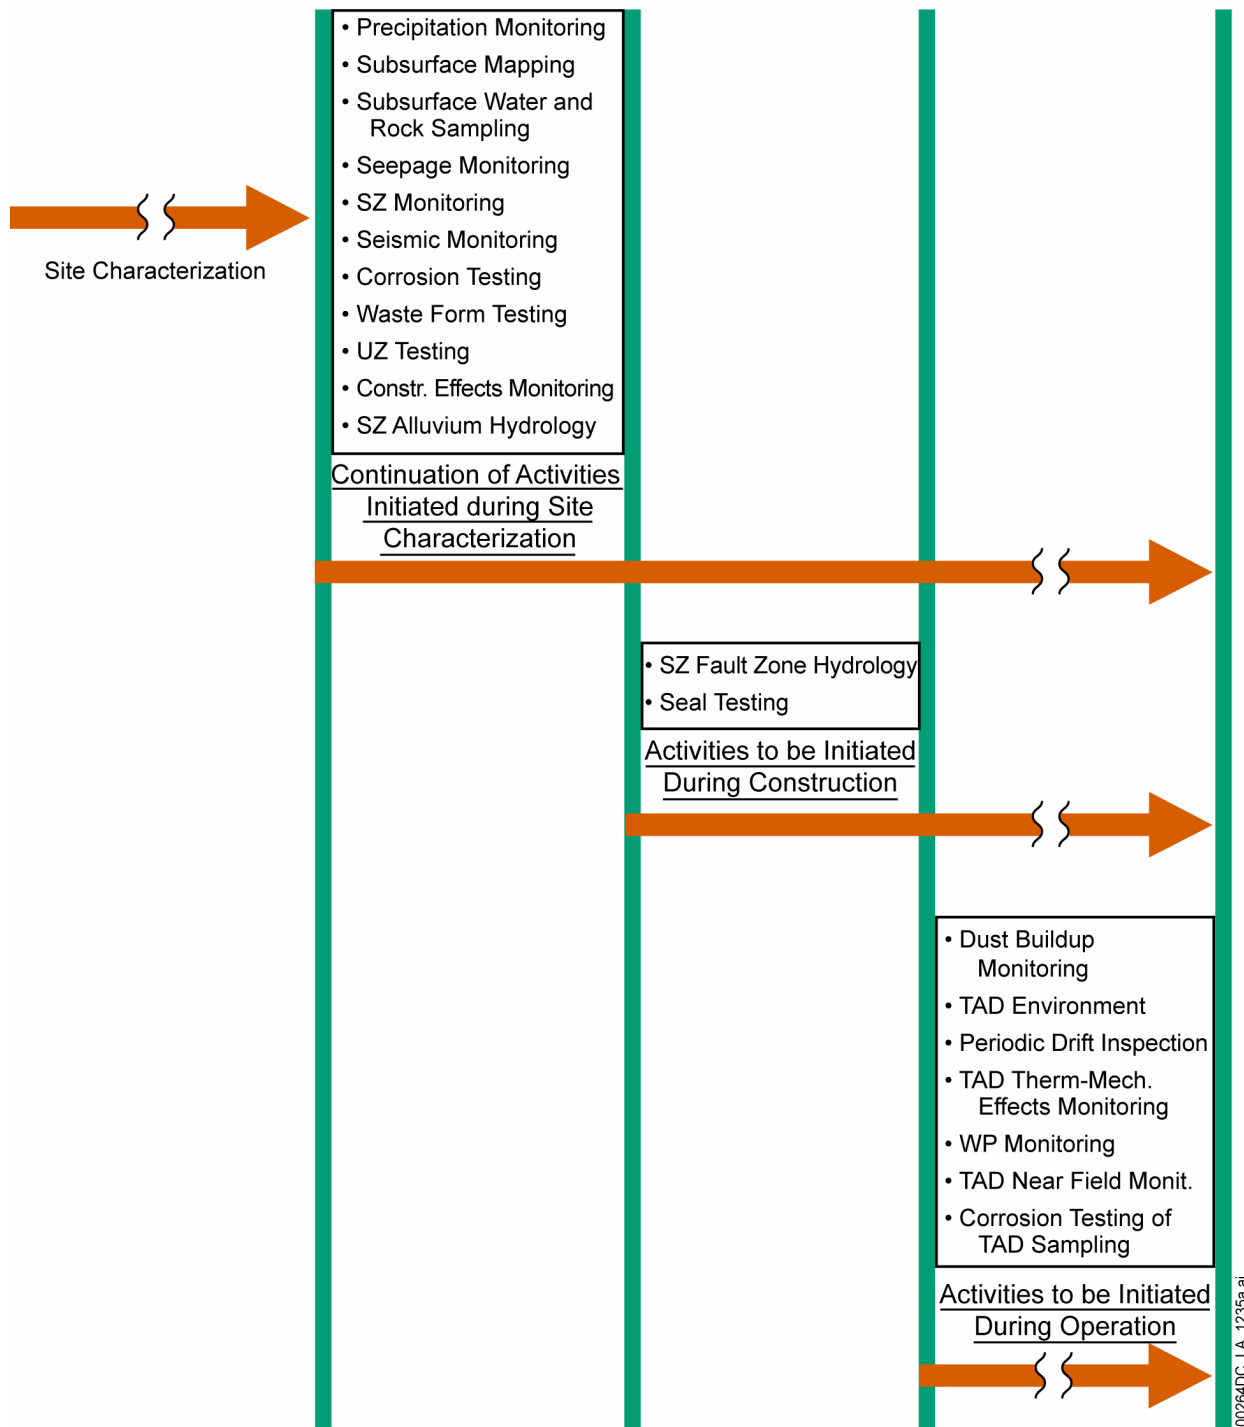 • Precipitation Monitoring
• Subsurface Mapping
• Subsurface Water and
Rock Sampling
• Seepage Monitoring
• SZ Monitoring
• Seismic Monitoring
• Corrosion Testing
• Waste Form Testing
• UZ Testing
• Constr. Effects Monitoring
• SZ Alluvium Hydrology
Site Characterization
Continuation of Activities
Initiated during Site
Characterization
• SZ Fault Zone Hydrology
• Seal Testing
Activities to be Initiated
During Construction
• Dust Buildup
Monitoring
• TAD Environment
• Periodic Drift Inspection
• TAD Therm-Mech.
Effects Monitoring
• WP Monitoring
• TAD Near Field Monit.
• Corrosion Testing of
TAD Sampling
Activities to be Initiated
During Operation
00264DC_LA_1235a.ai